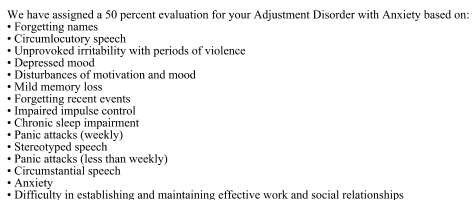 We have assigned a 50 percent evaluation for your Adjustment Disorder with Anxiety based on:
• Forgetting names
• Circumlocutory speech
• Unprovoked irritability with periods of violence
• Depressed mood
• Disturbances of motivation and mood
• Mild memory loss
• Forgetting recent events
• Impaired impulse control
• Chronic sleep impairment
• Panic attacks (weekly)
• Stereotyped speech
• Panic attacks (less than weekly)
• Circumstantial speech
• Anxiety
• Difficulty in establishing and maintaining effective work and social relationships